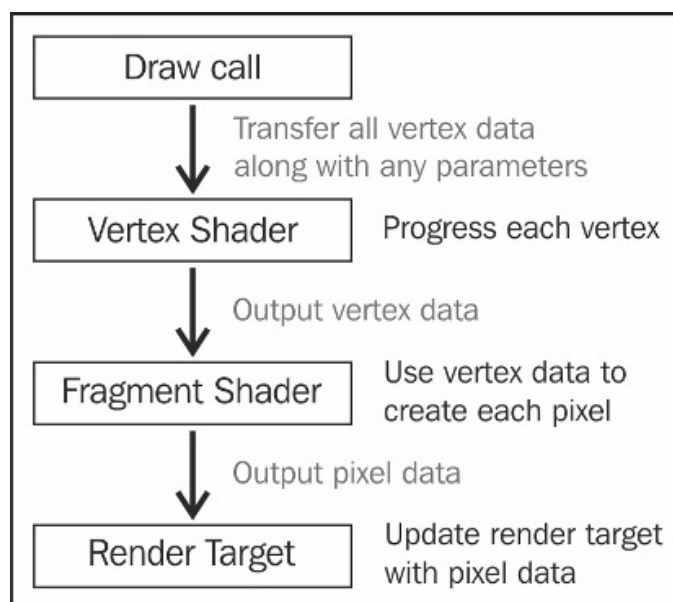 Draw call
Transfer all vertex data
along with any parameters
Vertex Shader
Progress each vertex
Output vertex data
Fragment Shader
Use vertex data to
create each pixel
Output pixel data
Render Target
Update render target
with pixel data